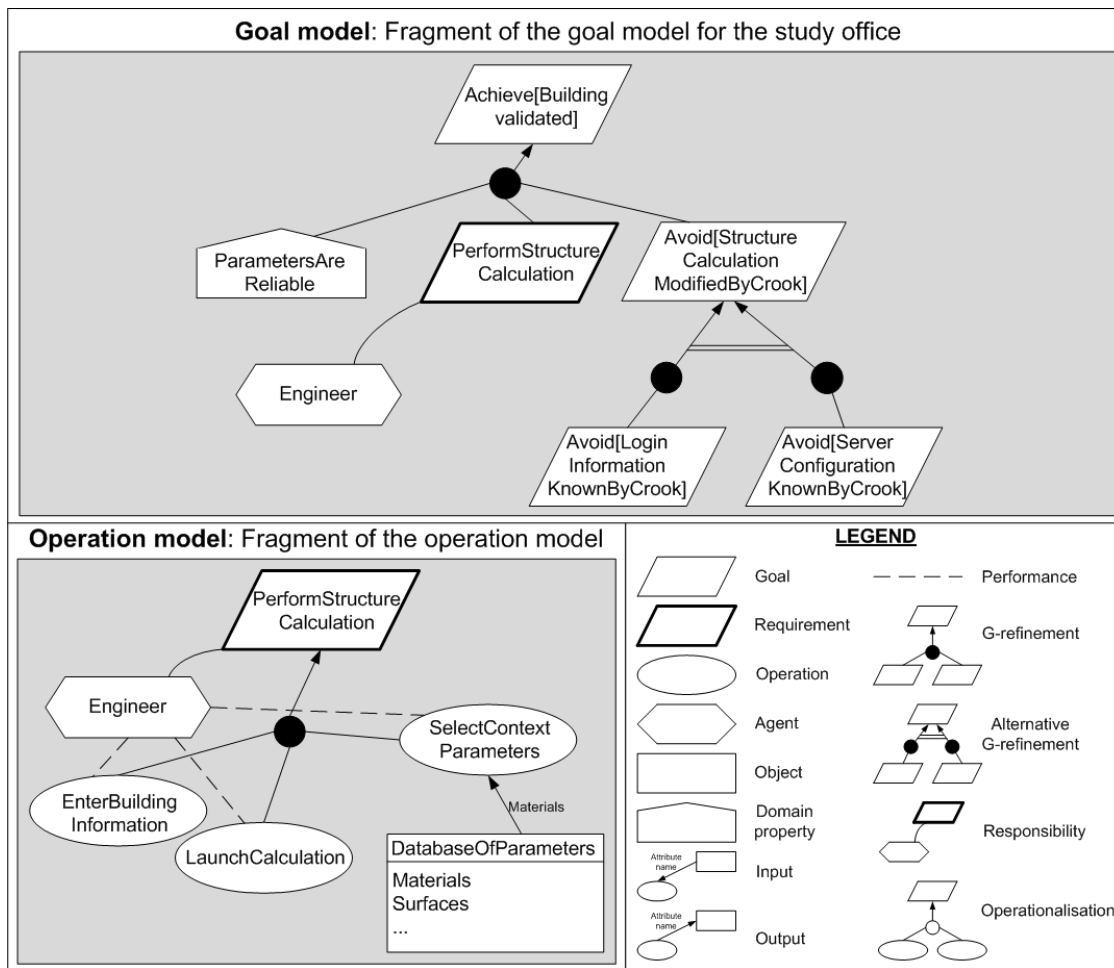 Goal model: Fragment of the goal model for the study office
Achieve[Building
validated]
ParametersAre
Reliable
PerformStructure
Calculation
Avoid[Structure
Calculation
ModifiedByCrook]
Engineer
Avoid[Login
Information
KnownByCrook]
Avoid[Server
Configuration
KnownByCrook]
Operation model: Fragment of the operation model
PerformStructure
Calculation
Engineer
SelectContext
Parameters
EnterBuilding
Information
LaunchCalculation
Materials
DatabaseOfParameters
Materials
Surfaces
...
LEGEND
Goal
Requirement
Operation
Agent
Object
Domain
property
Attribute
name
Input
Attribute
name
Output
Performance
G-refinement
Alternative
G-refinement
Responsibility
Operationalisation